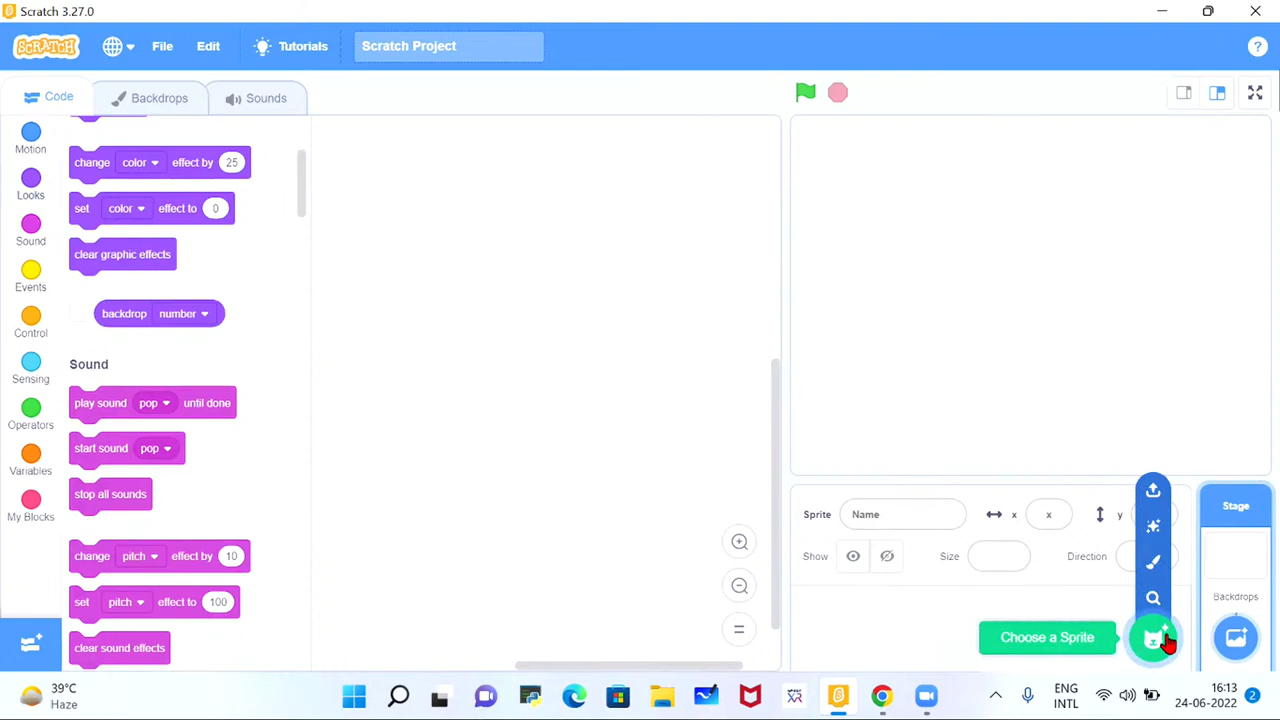 Scratch 3.27.0
SCRATCH
File
Edit
Tutorials
Scratch Project
?
Code
Backdrops
Sounds
Motion
Looks
Sound
Events
Control
Sensing
Operators
Variables
My Blocks
change color effect by 25
set color effect to 0
clear graphic effects
backdrop number
Sound
play sound pop until done
start sound pop
stop all sounds
change pitch effect by 10
set pitch effect to 100
clear sound effects
Sprite
Name
x
x
y
Show
Size
Direction
Choose a Sprite
Stage
Backdrops
39°C
Haze
ENG
INTL
16:13
24-06-2022
2